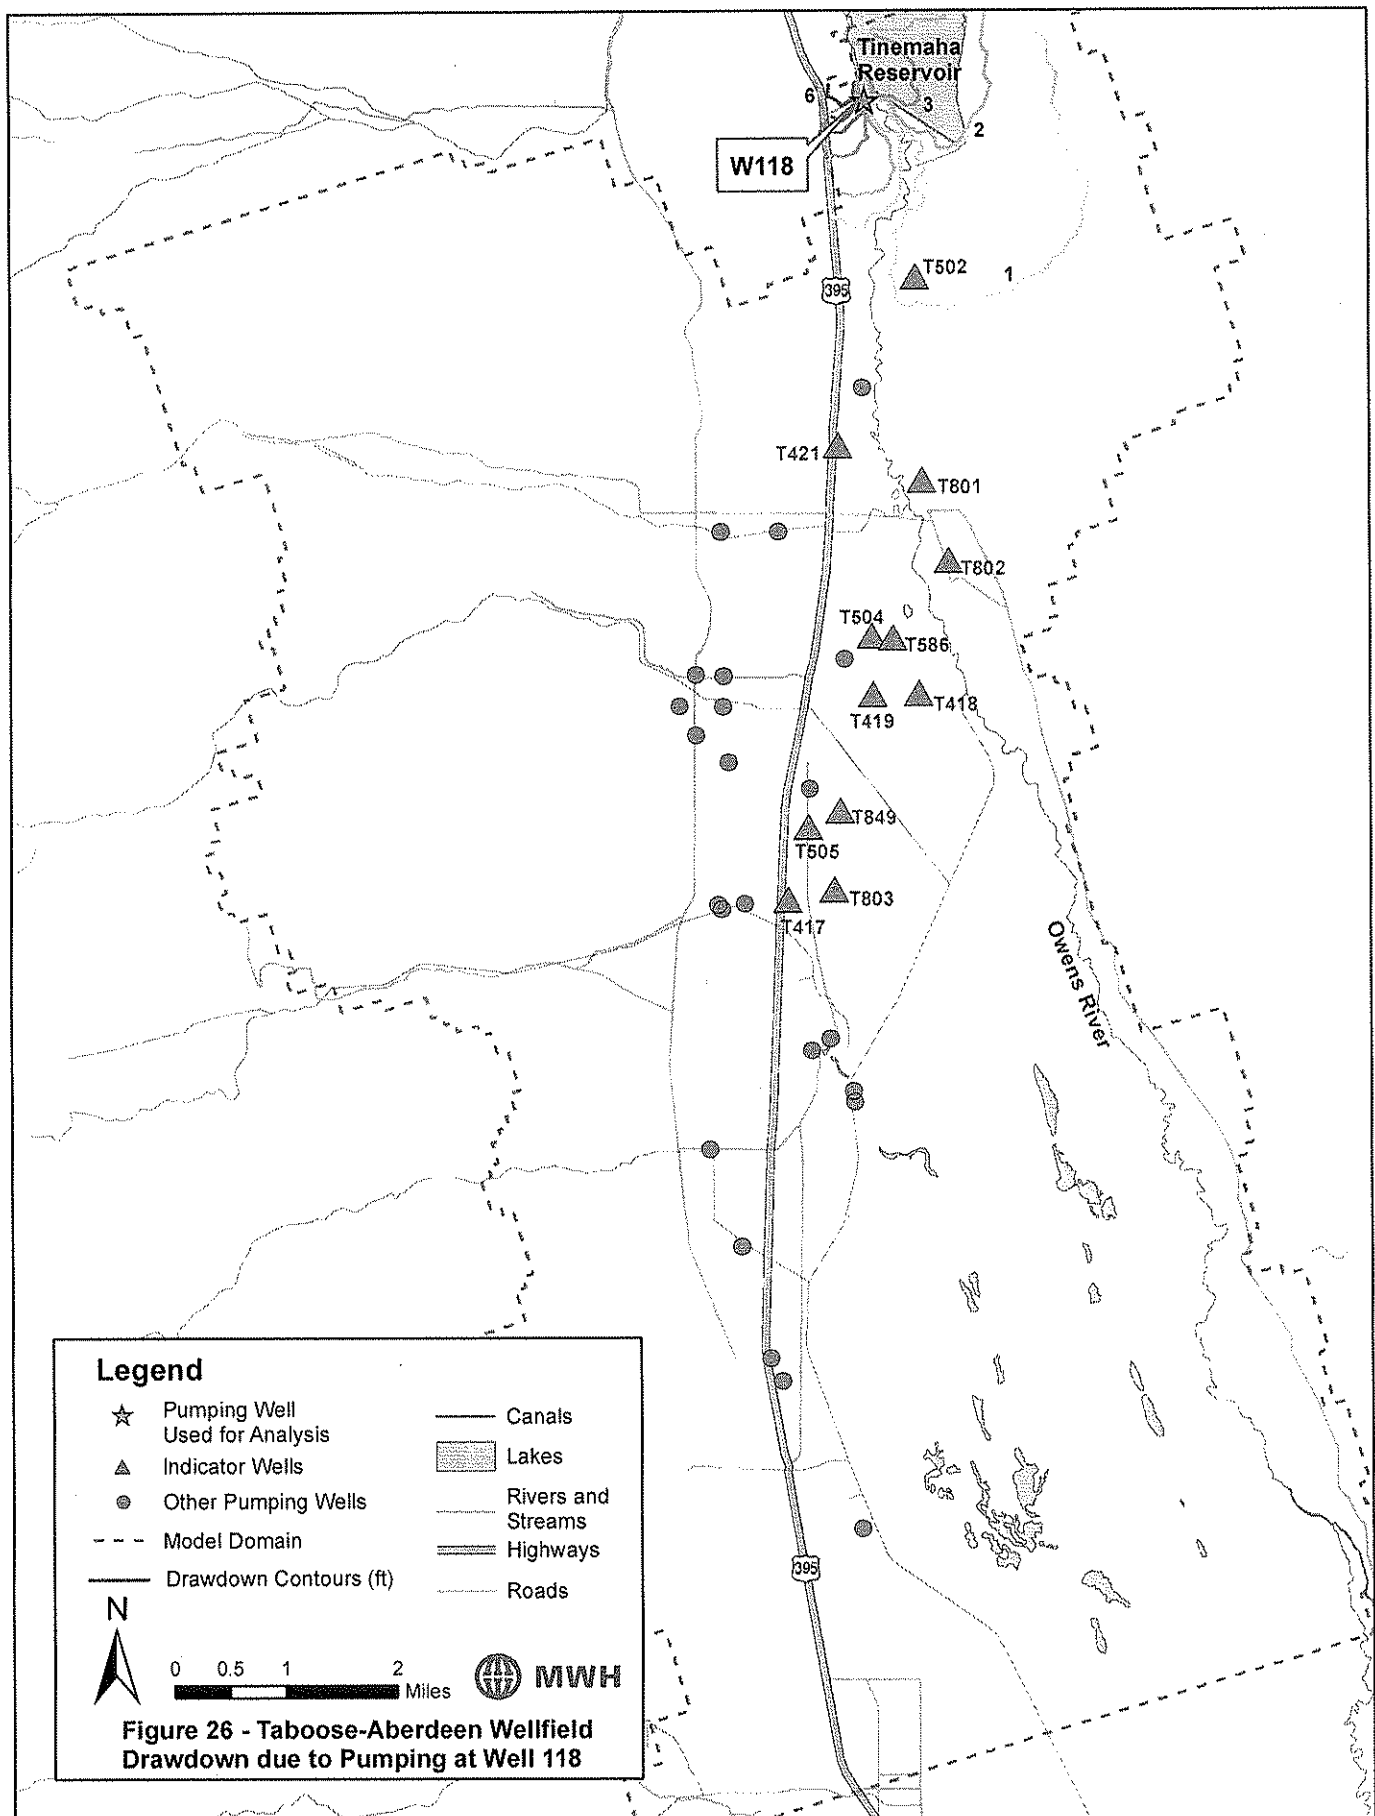 Tinemaha
Reservoir
6
3
2
W118
T502
1
395
T421
T801
T802
T504
T586
T419
T418
T849
T505
T803
T417
Owens River
395
Legend
Pumping Well
Used for Analysis
Indicator Wells
Other Pumping Wells
Model Domain
Drawdown Contours (ft)
Canals
Lakes
Rivers and
Streams
Highways
Roads
N
0 0.5 1 2
Miles
MWH
Figure 26 - Taboose-Aberdeen Wellfield
Drawdown due to Pumping at Well 118